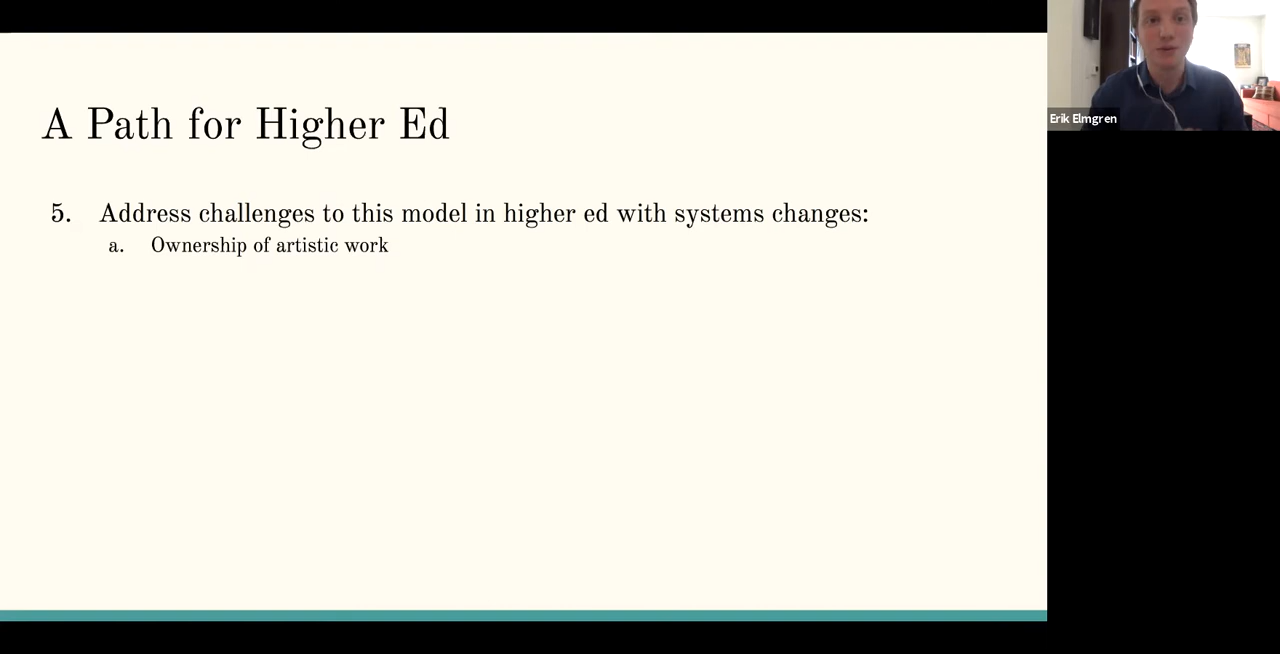 A Path for Higher Ed
5. Address challenges to this model in higher ed with systems changes:
a. Ownership of artistic work
Erik Elmgren